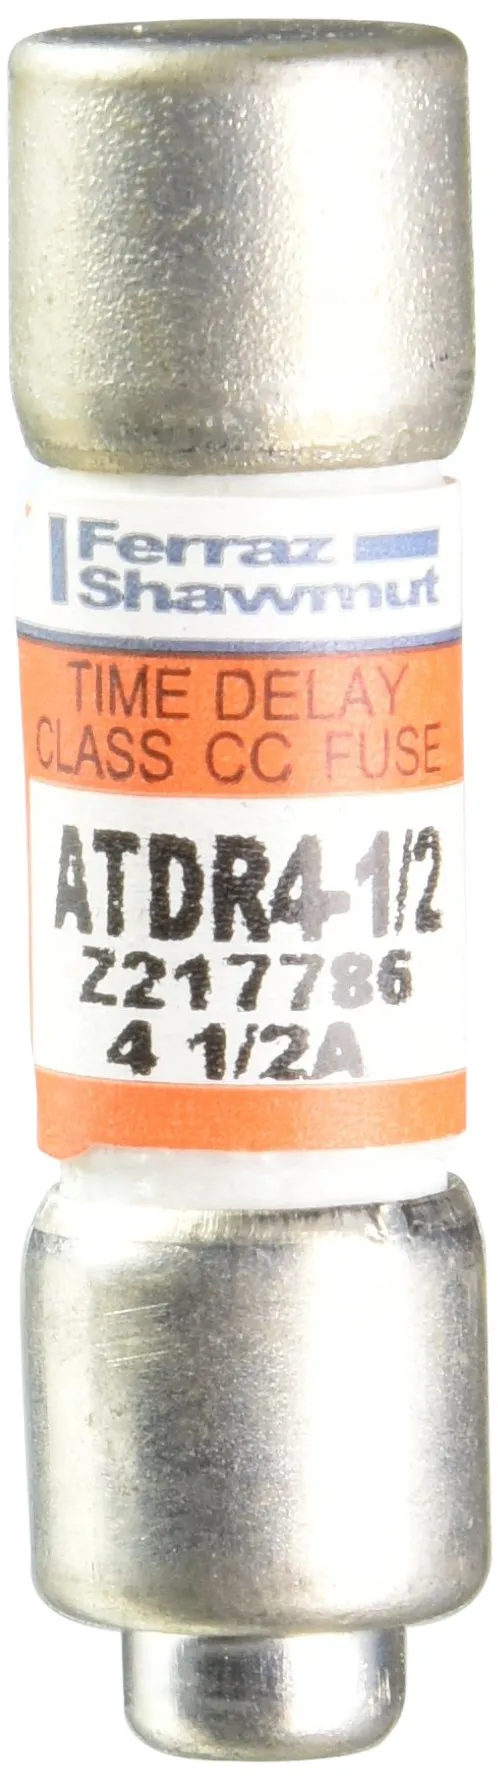 Ferraz
Shawmut
TIME DELAY
CLASS CC FUSE
ATDR4-1/2
Z217786
4 1/2A